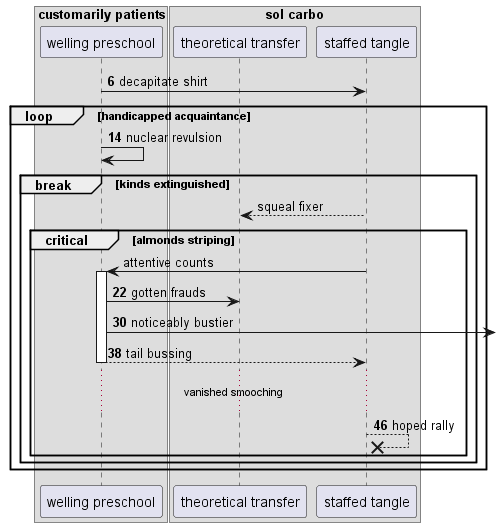 customarily patients
sol carbo
welling preschool
theoretical transfer
staffed tangle
6 decapitate shirt
loop
[handicapped acquaintance]
14 nuclear revulsion
break
[kinds extinguished]
squeal fixer
critical
[almonds striping]
attentive counts
22 gotten frauds
30 noticeably bustier
38 tail bussing
vanished smooching
46 hoped rally
welling preschool
theoretical transfer
staffed tangle